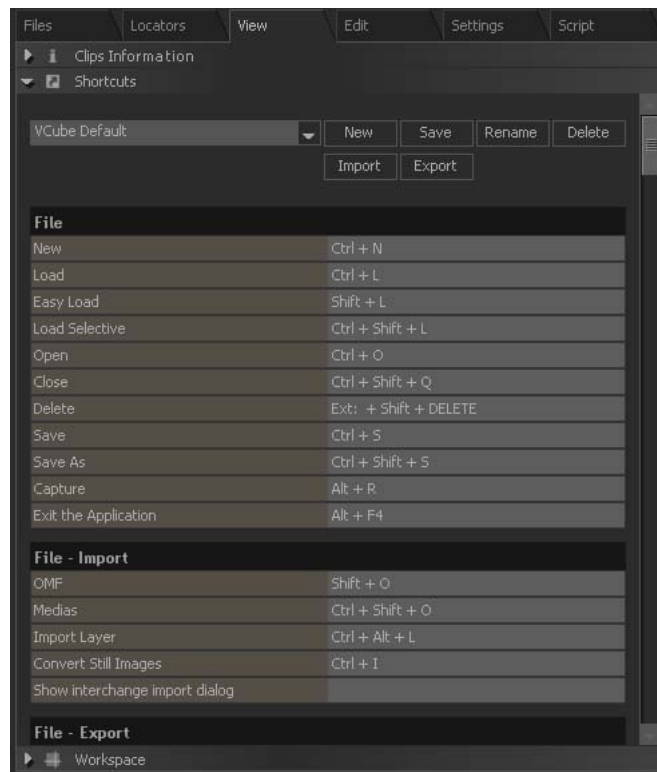 Files Locators View Edit Settings Script
Clips Information
Shortcuts
VCube Default New Save Rename Delete
Import Export
File
New Ctrl + N
Load Ctrl + L
Easy Load Shift + L
Load Selective Ctrl + Shift + L
Open Ctrl + O
Close Ctrl + Shift + Q
Delete Ext: + Shift + DELETE
Save Ctrl + S
Save As Ctrl + Shift + S
Capture Alt + R
Exit the Application Alt + F4
File - Import
OMF Shift + O
Medias Ctrl + Shift + O
Import Layer Ctrl + Alt + L
Convert Still Images Ctrl + I
Show interchange import dialog
File - Export
Workspace